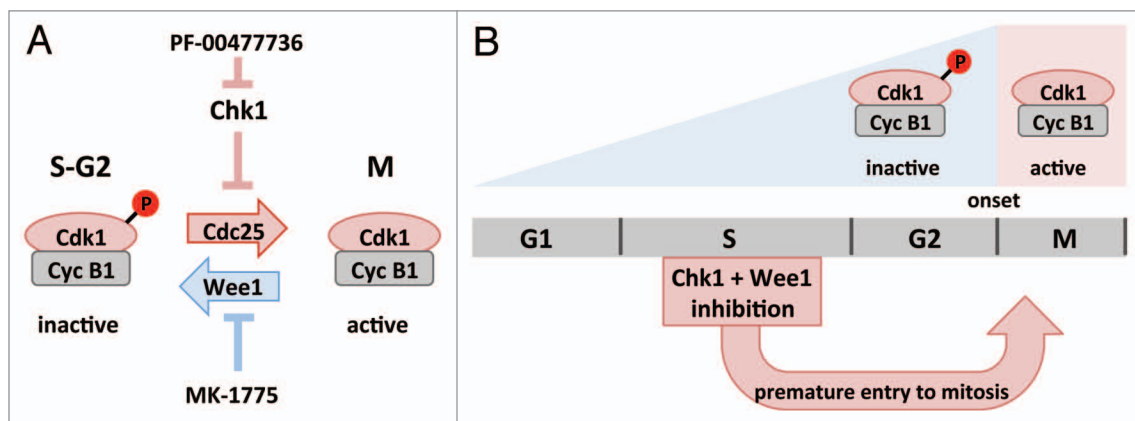 A
PF-00477736
Chk1
S-G2
M
P
Cdk1
Cyc B1
inactive
Cdc25
Wee1
Cdk1
Cyc B1
active
MK-1775
B
P
Cdk1
Cyc B1
inactive
Cdk1
Cyc B1
active
onset
G1
S
G2
M
Chk1 + Wee1
inhibition
premature entry to mitosis